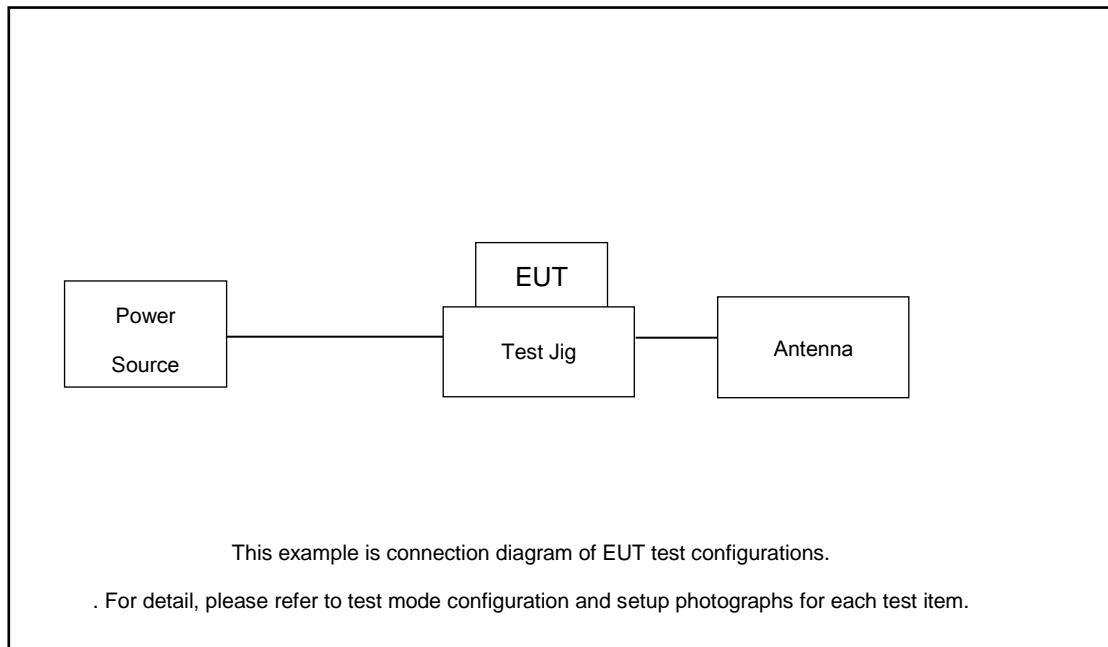 EUT
Power
Source
Test Jig
Antenna
This example is connection diagram of EUT test configurations.
. For detail, please refer to test mode configuration and setup photographs for each test item.